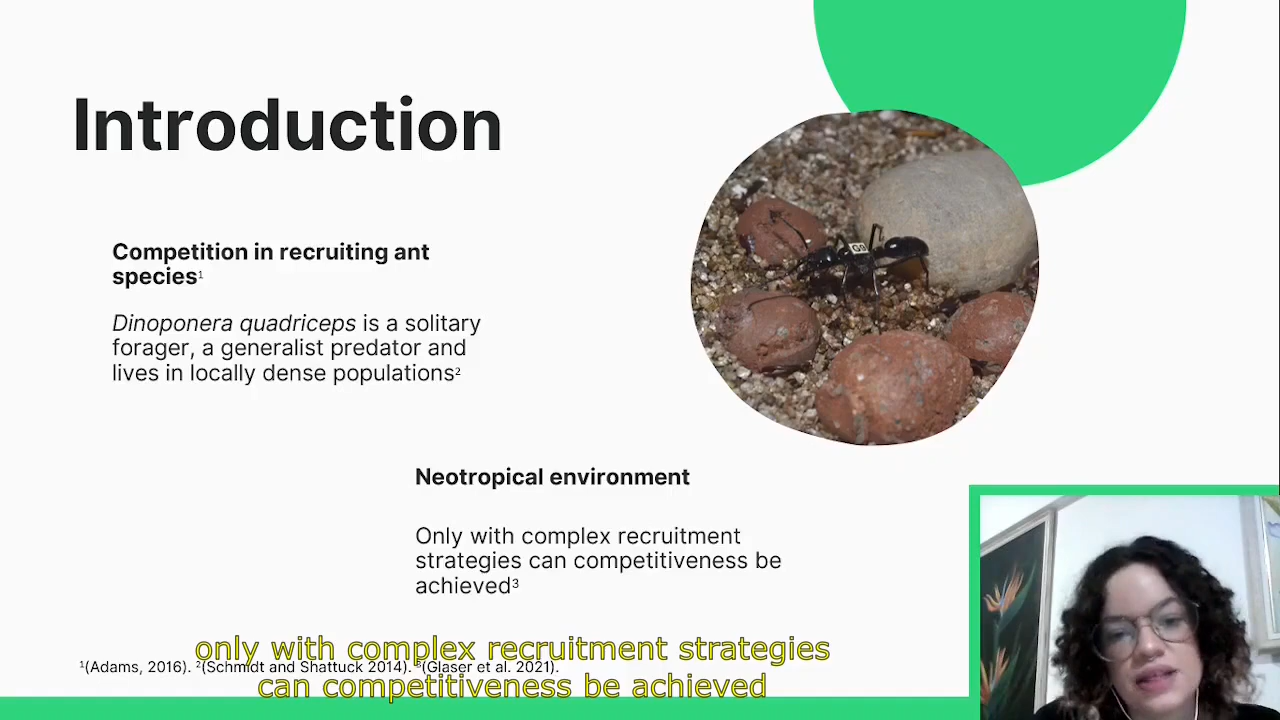 Introduction
Competition in recruiting ant
species¹
Dinoponera quadriceps is a solitary
forager, a generalist predator and
lives in locally dense populations²
Neotropical environment
Only with complex recruitment
strategies can competitiveness be
achieved³
only with complex recruitment strategies
¹(Adams, 2016). ²(Schmidt and Shattuck 2014). ³(Glaser et al. 2021).
can competitiveness be achieved